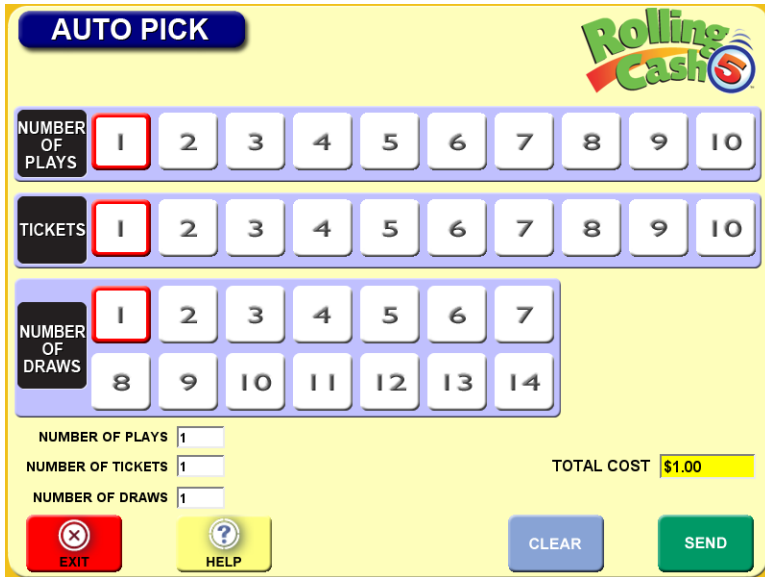 AUTO PICK
Rolling
Cash 5
NUMBER
OF
PLAYS
1 2 3 4 5 6 7 8 9 10
TICKETS
1 2 3 4 5 6 7 8 9 10
NUMBER
OF
DRAWS
1 2 3 4 5 6 7
8 9 10 11 12 13 14
NUMBER OF PLAYS 1
NUMBER OF TICKETS 1
TOTAL COST $1.00
NUMBER OF DRAWS 1
EXIT
? HELP
CLEAR
SEND